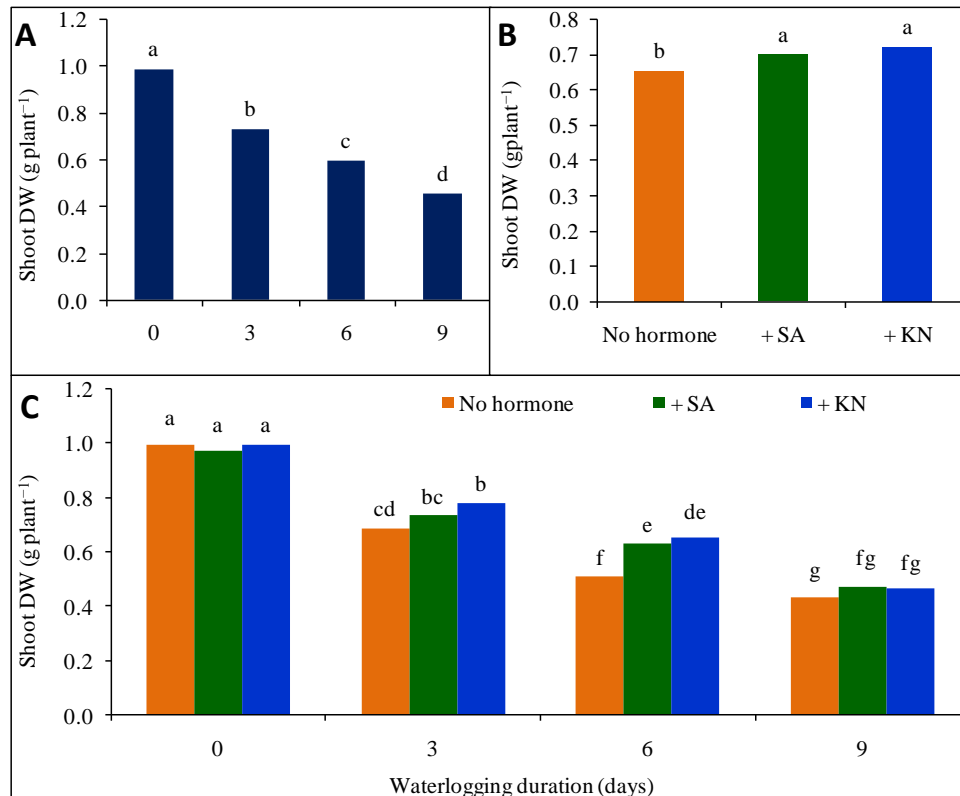 A
Shoot DW (g plant⁻¹)
1.2
1.0
0.8
0.6
0.4
0.2
0.0
a
b
c
d
0 3 6 9
B
Shoot DW (gplant⁻¹)
0.8
0.7
0.6
0.5
0.4
0.3
0.2
0.1
0.0
b a a
No hormone + SA + KN
C
No hormone + SA + KN
Shoot DW (g plant⁻¹)
1.2
1.0
0.8
0.6
0.4
0.2
0.0
a a a
cd bc b
f e de
g fg fg
0 3 6 9
Waterlogging duration (days)